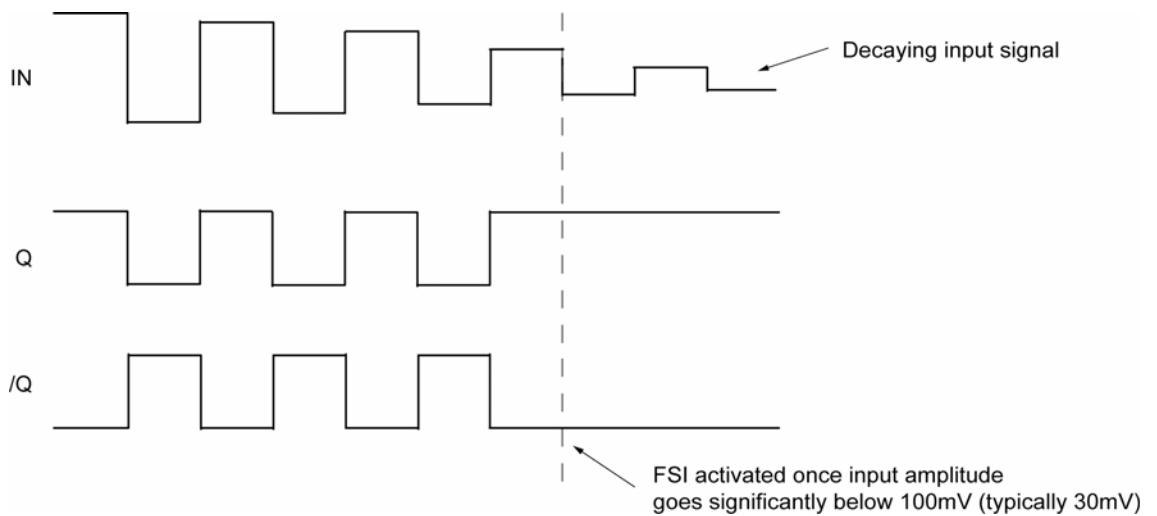 IN
Decaying input signal
Q
/Q
FSI activated once input amplitude
goes significantly below 100mV (typically 30mV)